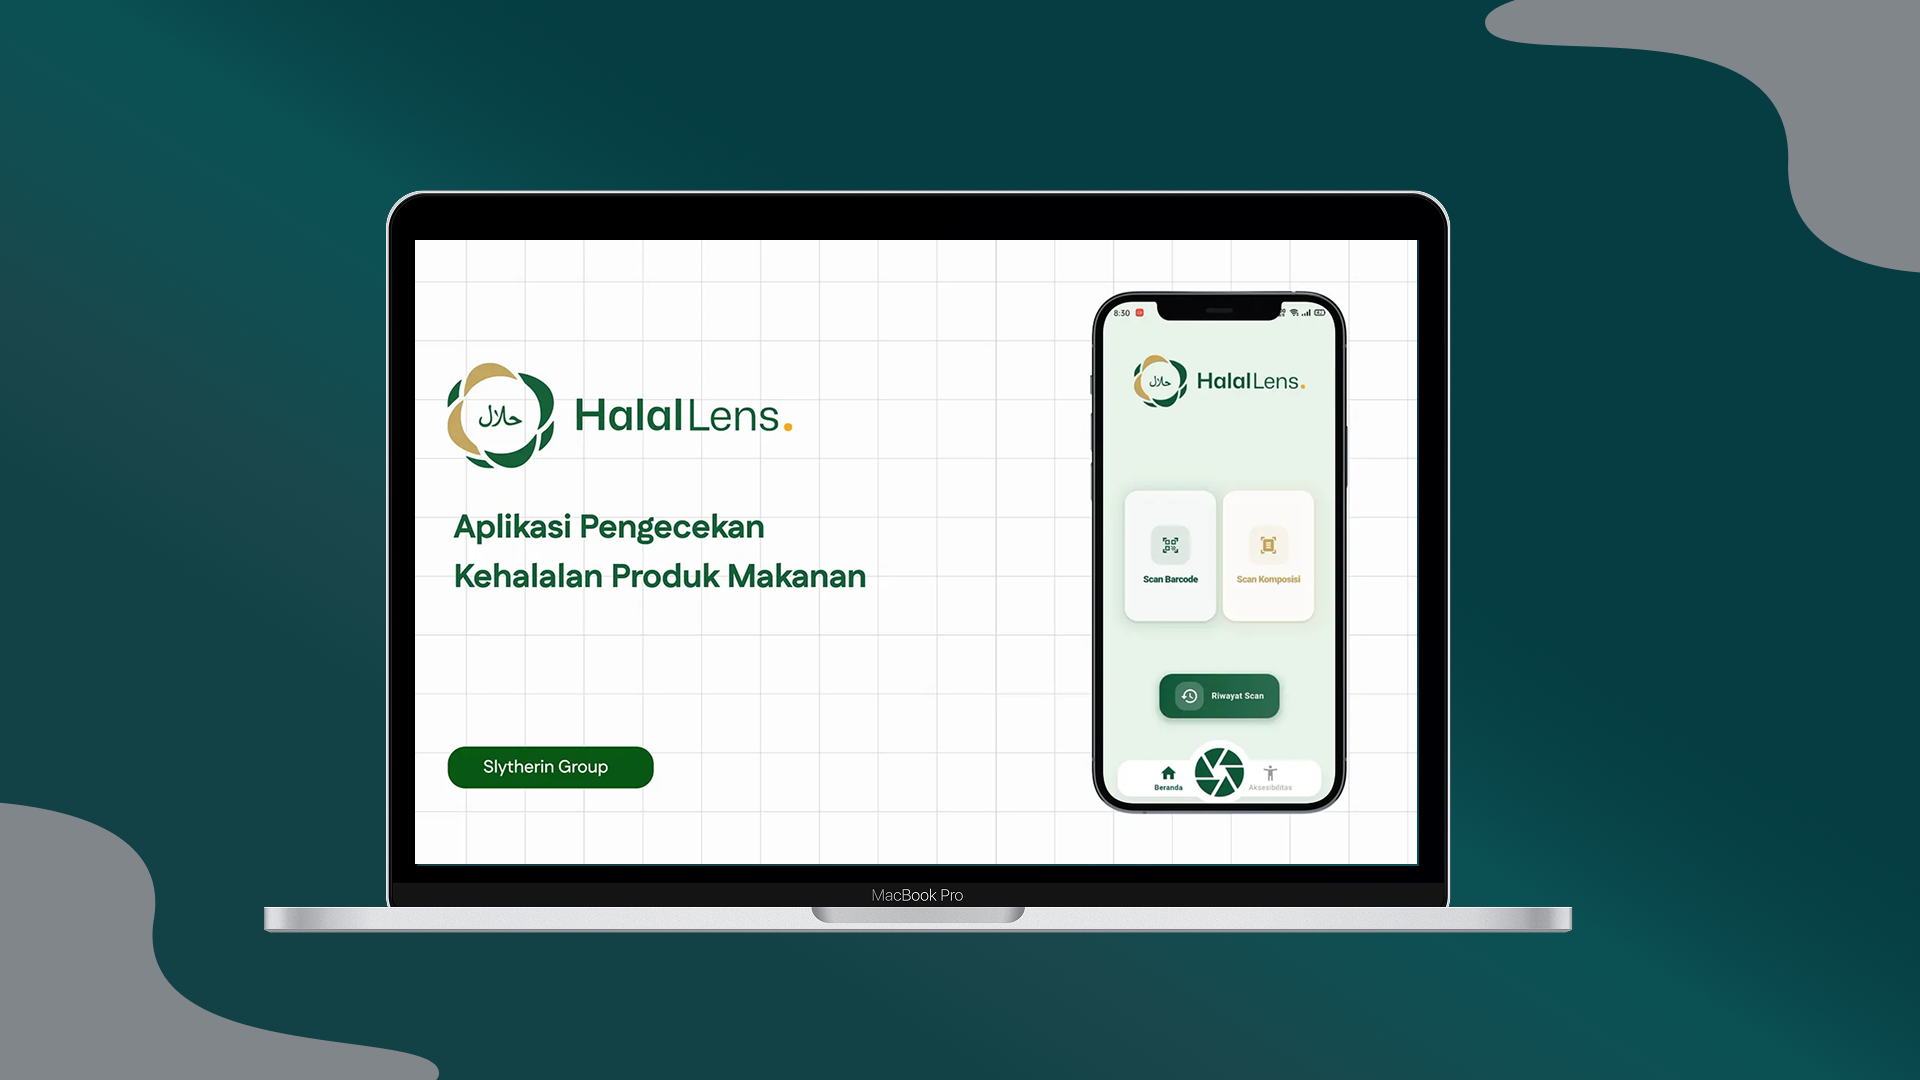 حلال
HalalLens.
Aplikasi Pengecekan
Kehalalan Produk Makanan
Slytherin Group
8:30
حلال
HalalLens.
Scan Barcode
Scan Komposisi
Riwayat Scan
Beranda
Aksesibilitas
MacBook Pro